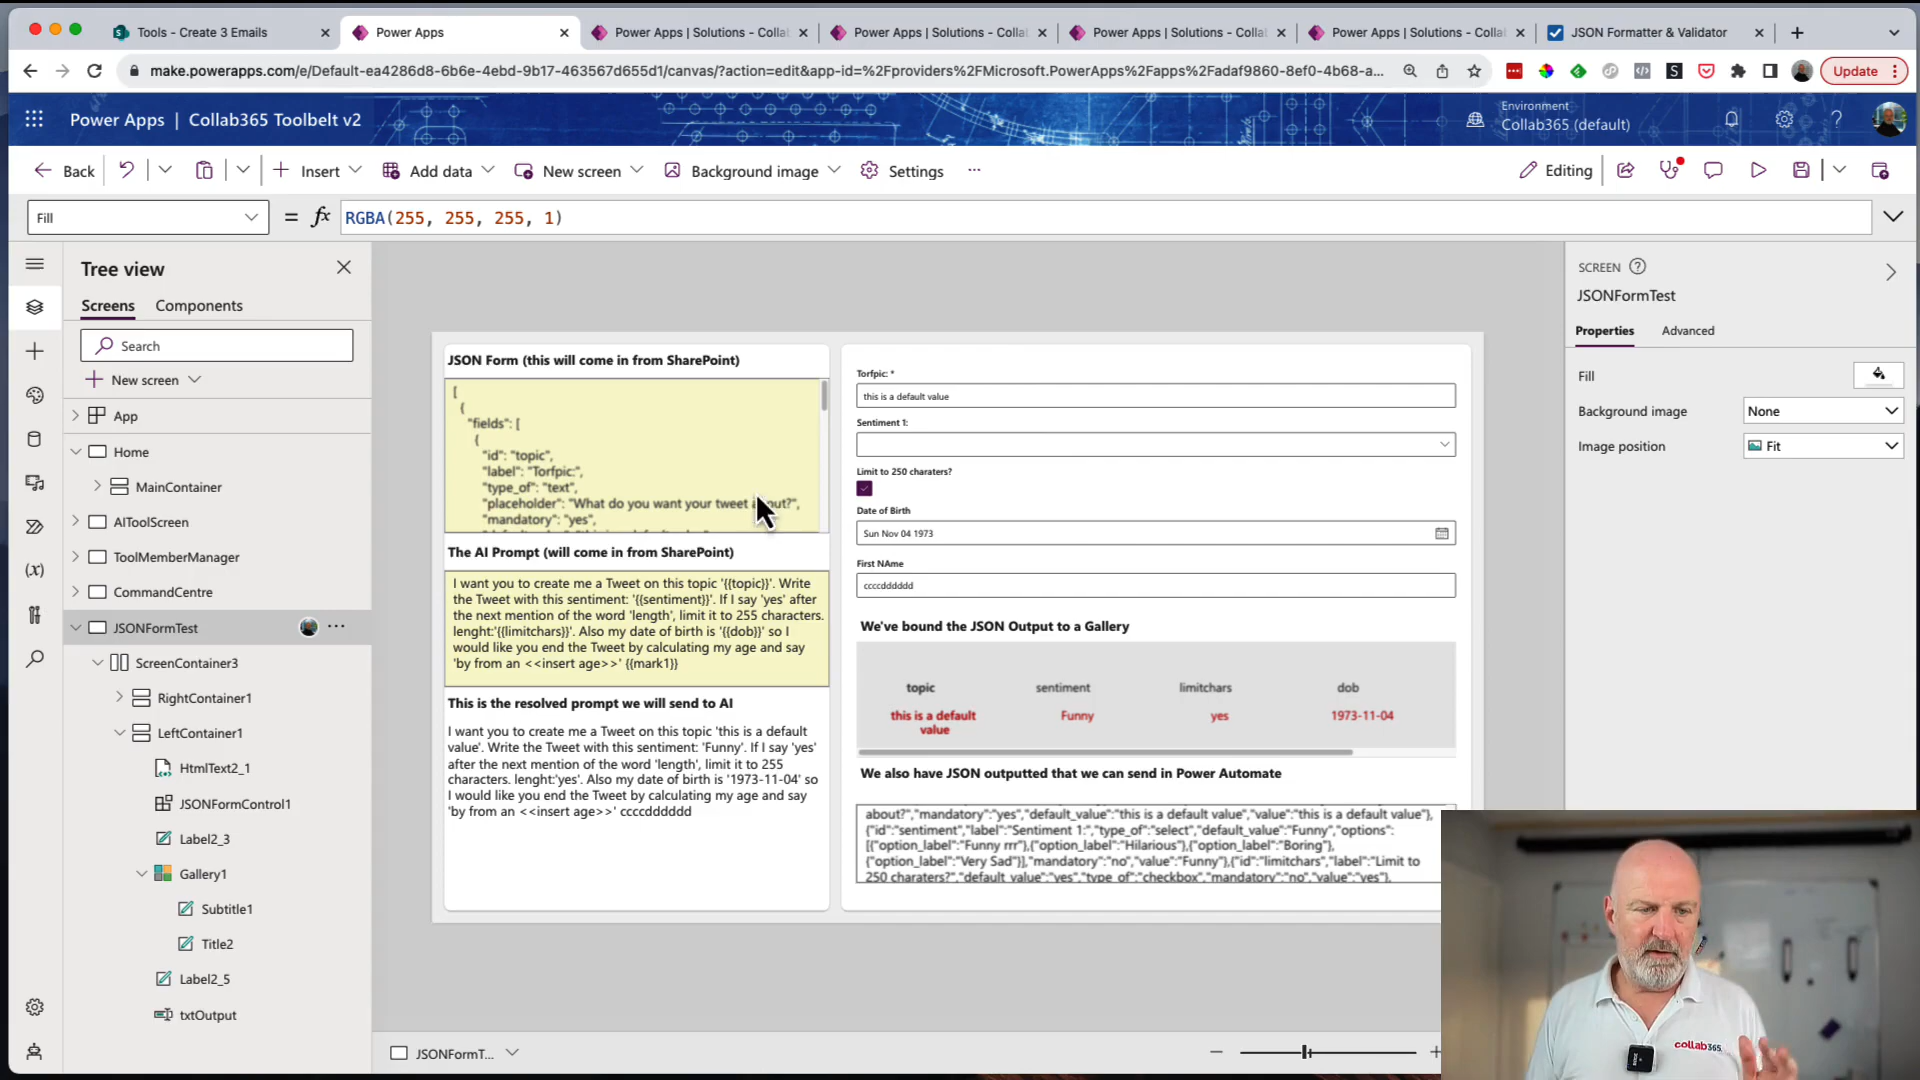 Tools - Create 3 Emails
Power Apps
Power Apps | Solutions - Colla
Power Apps | Solutions - Colla
Power Apps | Solutions - Colla
Power Apps | Solutions - Colla
JSON Formatter & Validator
make.powerapps.com/e/Default-ea4286d8-6b6e-4ebd-9b17-463567d655d1/canvas/?action=edit&app-id=%2Fproviders%2FMicrosoft.PowerApps%2Fapps%2Fadaf9860-8ef0-4b68-a...
Update
Power Apps | Collab365 Toolbelt v2
Environment
Collab365 (default)
Back
Insert
Add data
New screen
Background image
Settings
Editing
Fill
= fx RGBA(255, 255, 255, 1)
Tree view
Screens
Components
Search
New screen
App
Home
MainContainer
AIToolScreen
ToolMemberManager
CommandCentre
JSONFormTest
ScreenContainer3
RightContainer1
LeftContainer1
HtmlText2_1
JSONFormControl1
Label2_3
Gallery1
Subtitle1
Title2
Label2_5
txtOutput
JSON Form (this will come in from SharePoint)
[
{
"fields": [
{
"id": "topic",
"label": "Torfpic:",
"type_of": "text",
"placeholder": "What do you want your tweet about?",
"mandatory": "yes",
The AI Prompt (will come in from SharePoint)
I want you to create me a Tweet on this topic '{{topic}}'. Write
the Tweet with this sentiment: '{{sentiment}}'. If I say 'yes' after
the next mention of the word 'length', limit it to 255 characters.
lenght:'{{limitchars}}'. Also my date of birth is '{{dob}}' so I
would like you end the Tweet by calculating my age and say
'by from an <<insert age>>' {{mark1}}
This is the resolved prompt we will send to AI
I want you to create me a Tweet on this topic 'this is a default
value'. Write the Tweet with this sentiment: 'Funny'. If I say 'yes'
after the next mention of the word 'length', limit it to 255
characters. lenght:'yes'. Also my date of birth is '1973-11-04' so
I would like you end the Tweet by calculating my age and say
'by from an <<insert age>>' ccccdddddd
Torfpic: *
this is a default value
Sentiment 1:
Limit to 250 charaters?
Date of Birth
Sun Nov 04 1973
First NAme
ccccdddddd
We've bound the JSON Output to a Gallery
topic sentiment limitchars dob
this is a default Funny yes 1973-11-04
value
We also have JSON outputted that we can send in Power Automate
about?","mandatory":"yes","default_value":"this is a default value","value":"this is a default value"},
{"id":"sentiment","label":"Sentiment 1:","type_of":"select","default_value":"Funny","options":
[{"option_label":"Funny rrr"},{"option_label":"Hilarious"},{"option_label":"Boring"},
{"option_label":"Very Sad"}],"mandatory":"no","value":"Funny"},{"id":"limitchars","label":"Limit to
250 charaters?","default_value":"yes","type_of":"checkbox","mandatory":"no","value":"yes"},
SCREEN
JSONFormTest
Properties
Advanced
Fill
Background image
None
Image position
Fit
JSONFormT...
collab365